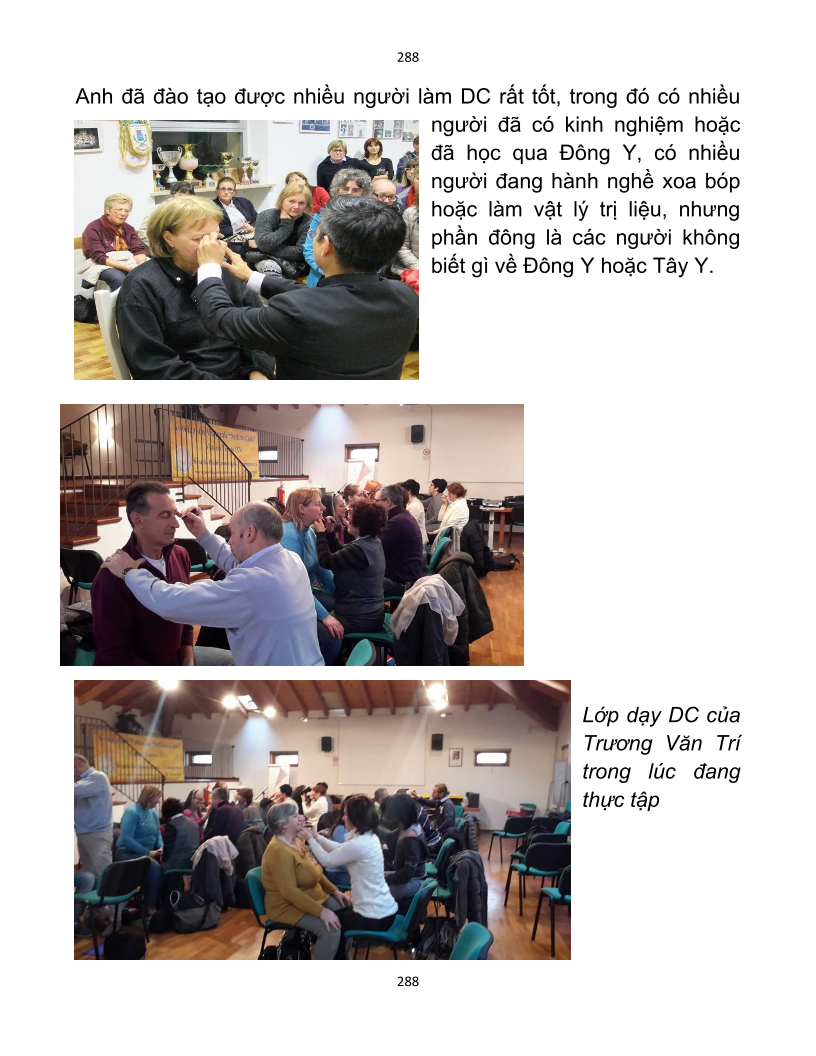 288
Anh đã đào tạo được nhiều người làm DC rất tốt, trong đó có nhiều
người đã có kinh nghiệm hoặc
đã học qua Đông Y, có nhiều
người đang hành nghề xoa bóp
hoặc làm vật lý trị liệu, nhưng
phần đông là các người không
biết gì về Đông Y hoặc Tây Y.
Lớp dạy DC của
Trương Văn Trí
trong lúc đang
thực tập
288